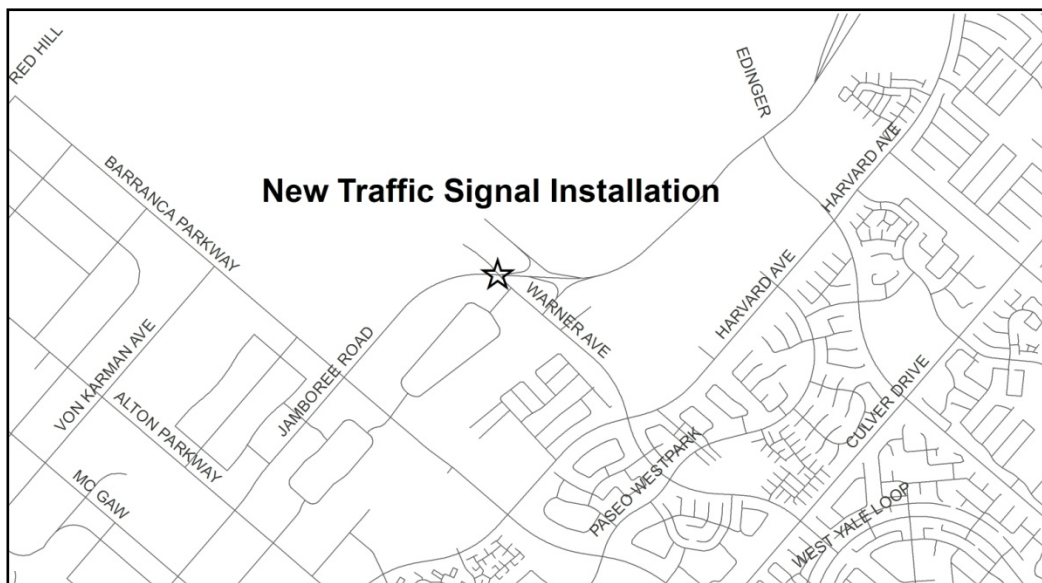 RED HILL
EDINGER
HARVARD AVE
BARRANCA PARKWAY
New Traffic Signal Installation
HARVARD AVE
WARNER AVE
VON KARMAN AVE
JAMBOREE ROAD
ALTON PARKWAY
CULVER DRIVE
MC GAW
PASEO WESTPARK
WEST YALE LOOP